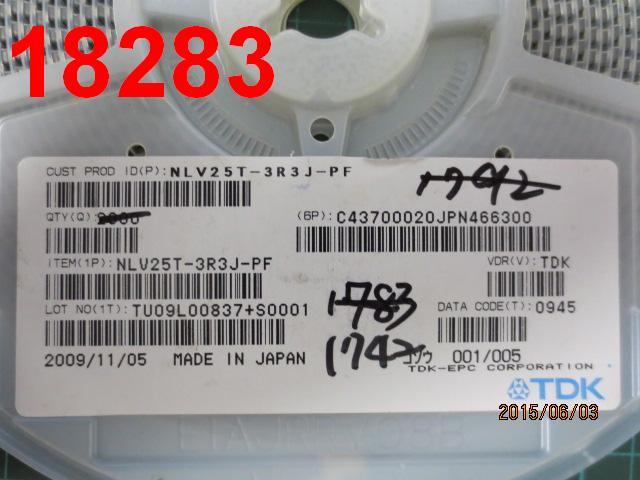 18283
CUST PROD ID(P): NLV25T-3R3J-PF
1792
QTY(Q): 2000
(6P): C43700020JPN466300
ITEM(1P): NLV25T-3R3J-PF
VDR(V): TDK
LOT NO(1T): TU09L00837+S0001
1783
DATA CODE(T): 0945
1742
コソウ 001/005
2009/11/05 MADE IN JAPAN
TDK-EPC CORPORATION
TDK
2015/06/03